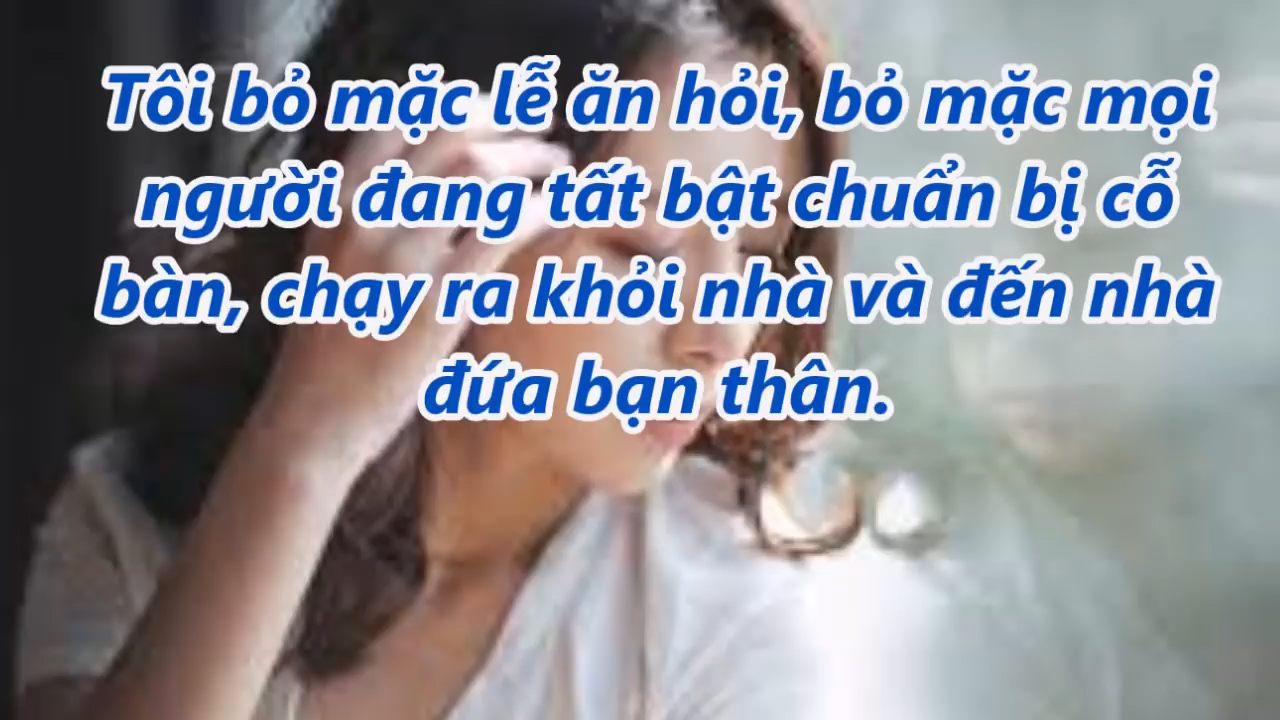 Tôi bỏ mặc lễ ăn hỏi, bỏ mặc mọi
người đang tất bật chuẩn bị cỗ
bàn, chạy ra khỏi nhà và đến nhà
đứa bạn thân.